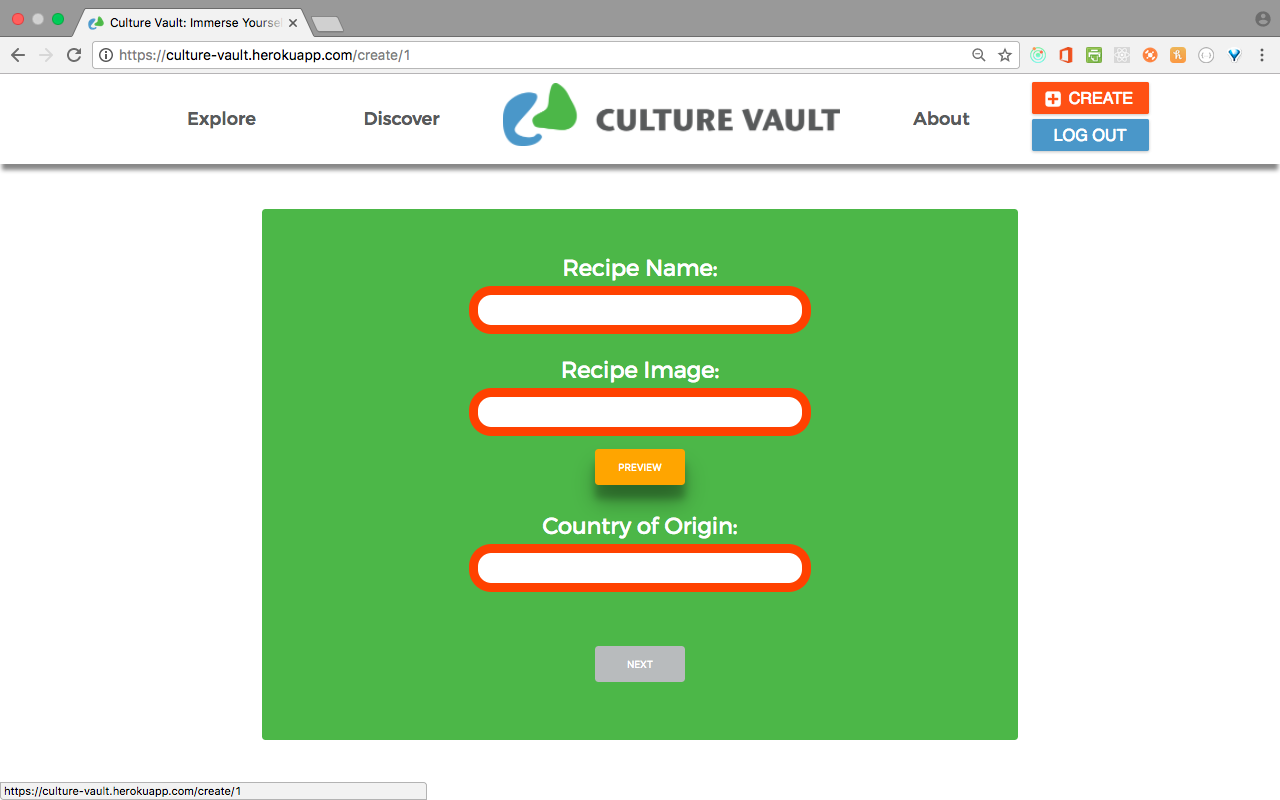 Culture Vault: Immerse Yoursel
https://culture-vault.herokuapp.com/create/1
Explore
Discover
CULTURE VAULT
About
CREATE
LOG OUT
Recipe Name:
Recipe Image:
PREVIEW
Country of Origin:
NEXT
https://culture-vault.herokuapp.com/create/1